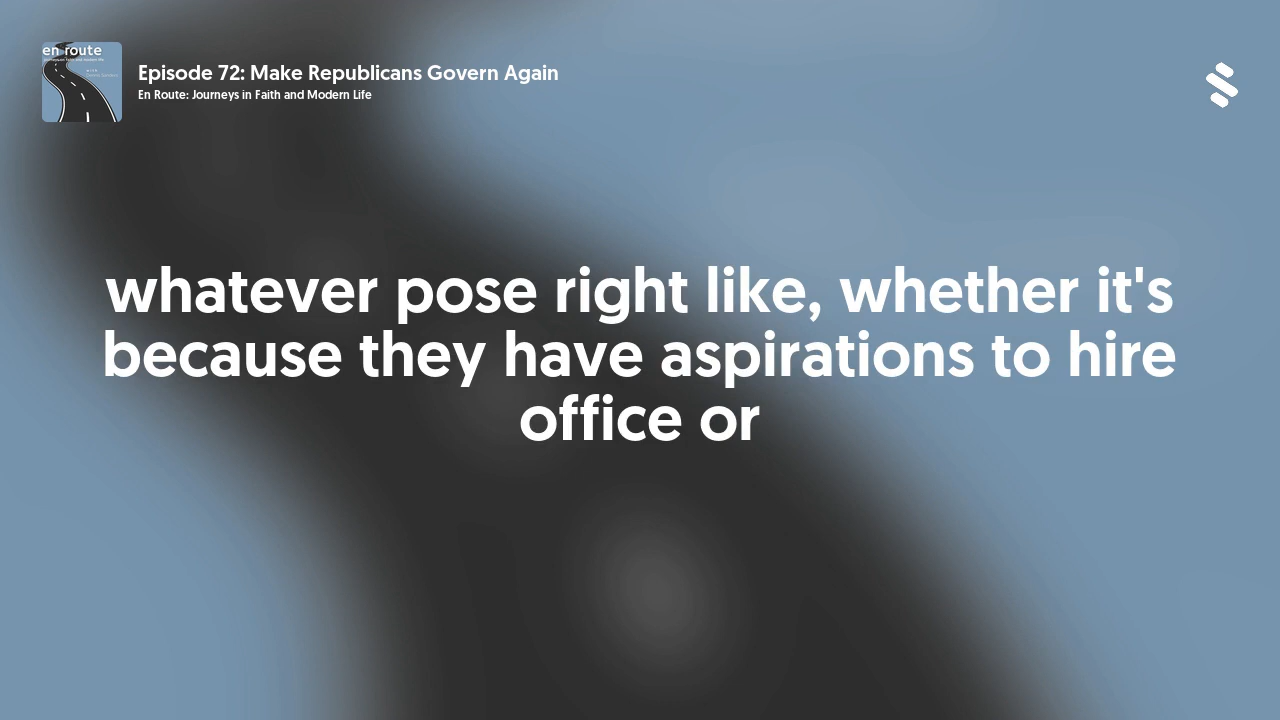 en route
Episode 72: Make Republicans Govern Again
En Route: Journeys in Faith and Modern Life
whatever pose right like, whether it's
because they have aspirations to hire
office or